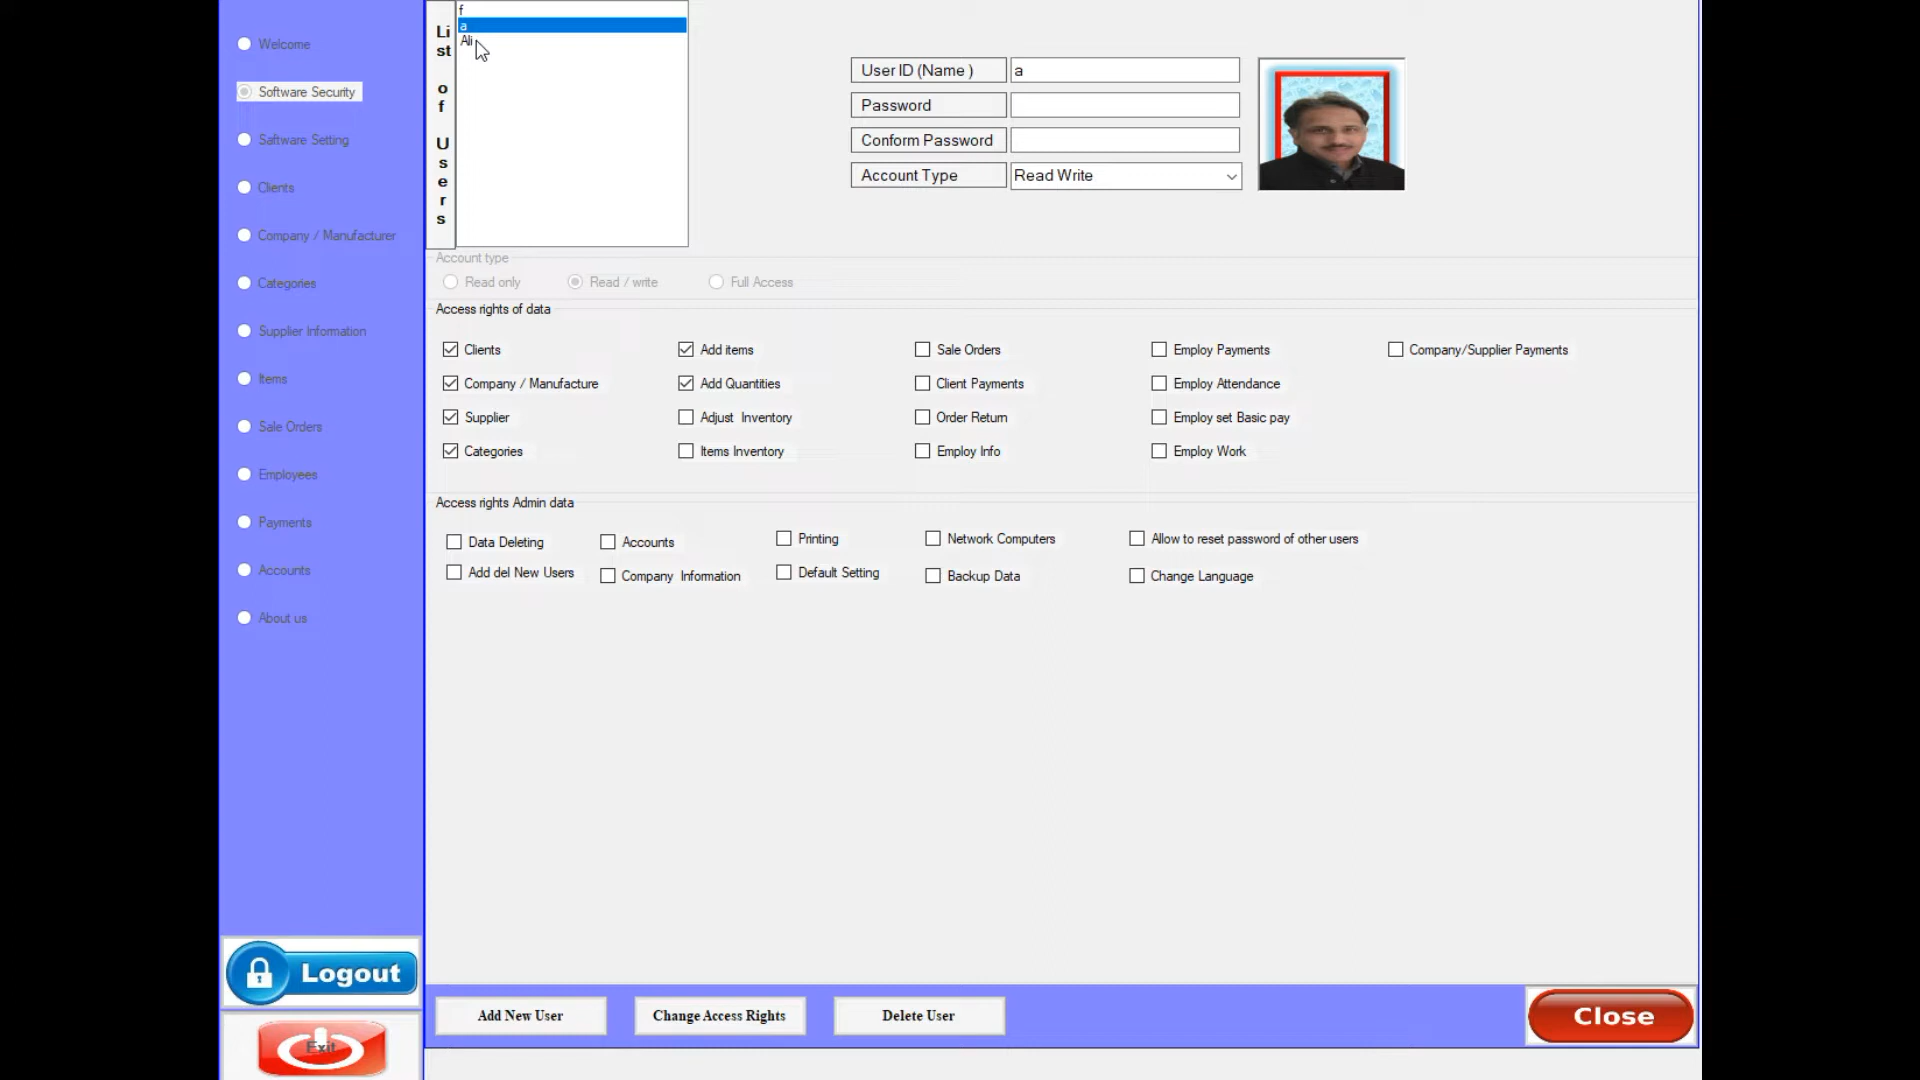 Welcome
Software Security
Saftware Setting
Clients
Company / Manufacturer
Categories
Supplier Information
Items
Sale Orders
Employees
Payments
Accounts
About us
Logout
Exit
List of Users
f
a
Ali
User ID (Name )
a
Password
Conform Password
Account Type
Read Write
Account type
Read only
Read / write
Full Access
Access rights of data
Clients
Add items
Sale Orders
Employ Payments
Company/Supplier Payments
Company / Manufacture
Add Quantities
Client Payments
Employ Attendance
Supplier
Adjust Inventory
Order Return
Employ set Basic pay
Categories
Items Inventory
Employ Info
Employ Work
Access rights Admin data
Data Deleting
Accounts
Printing
Network Computers
Allow to reset password of other users
Add del New Users
Company Information
Default Setting
Backup Data
Change Language
Add New User
Change Access Rights
Delete User
Close